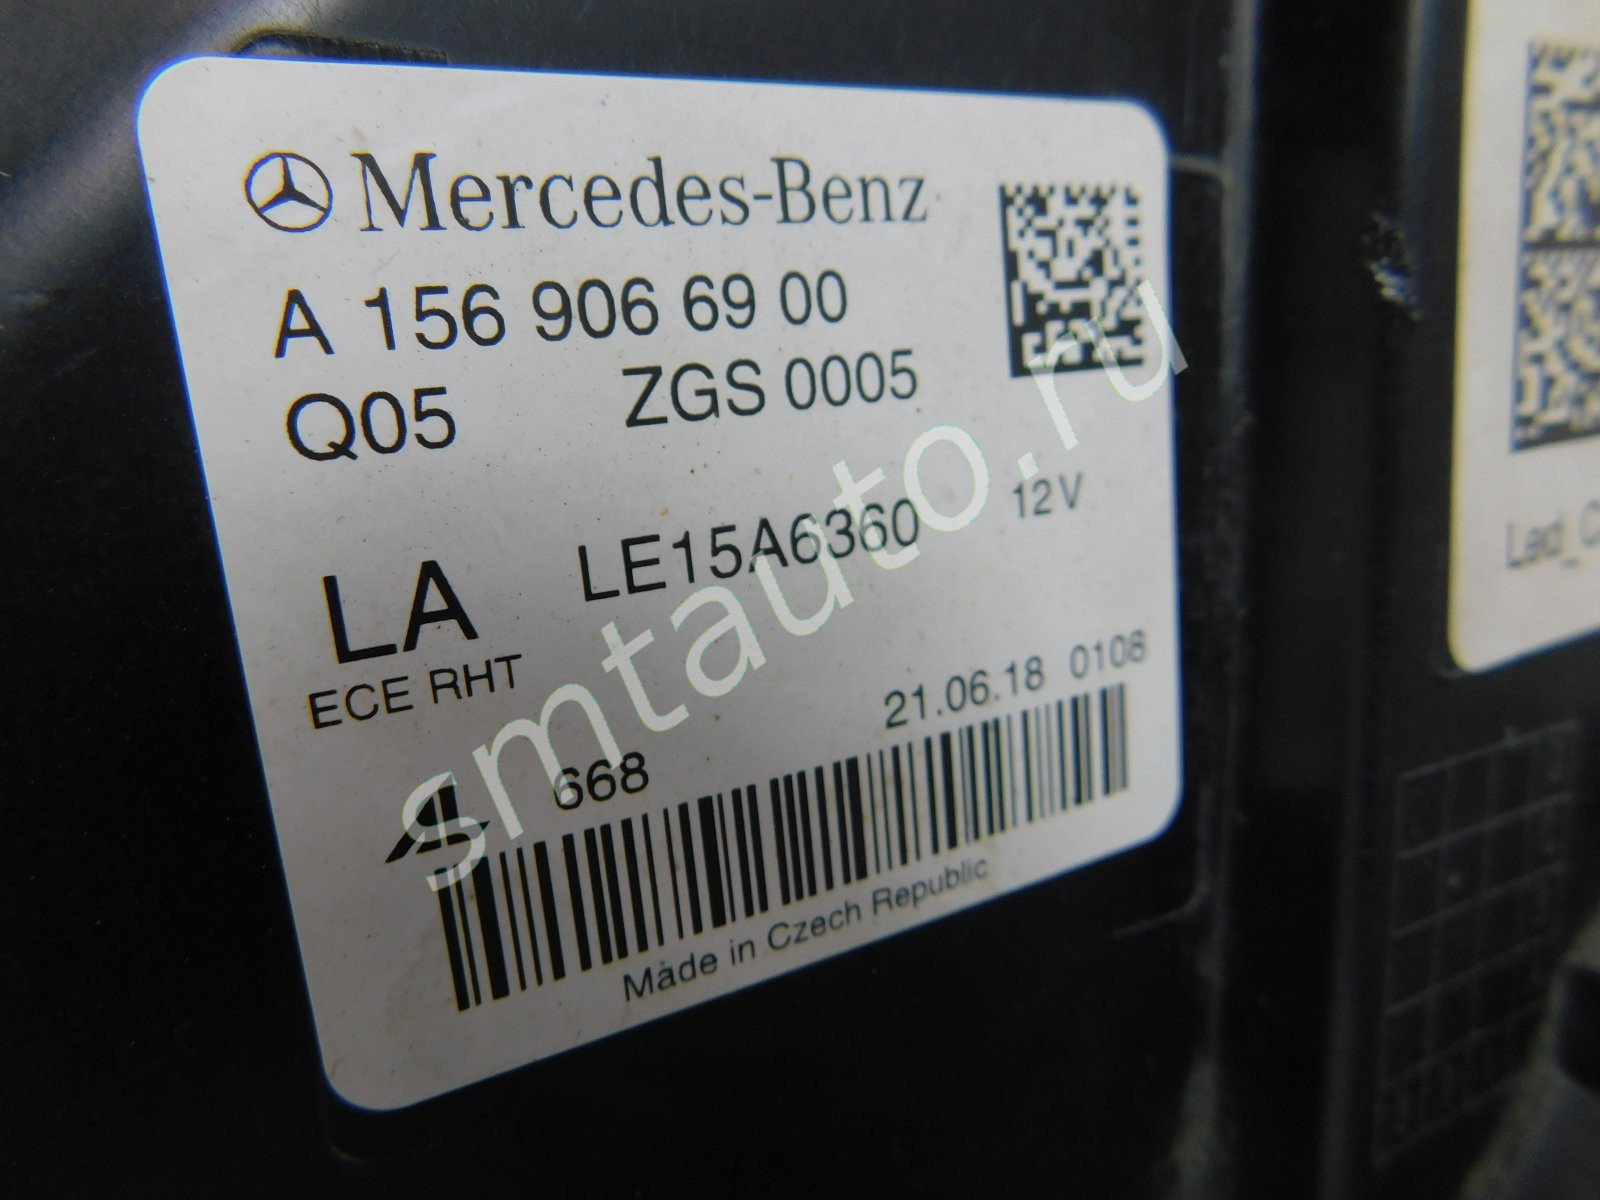 Mercedes-Benz
A 156 906 69 00
Q05 ZGS 0005
LA LE15A6360 12V
ECE RHT
21.06.18 0108
668
Made in Czech Republic
smtauto.ru